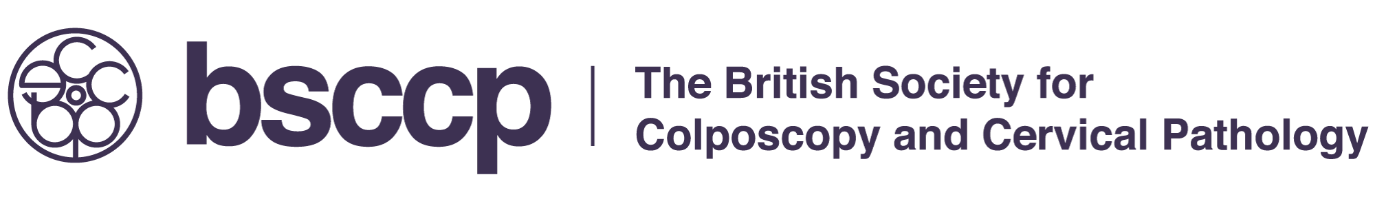 bsccp
The British Society for
Colposcopy and Cervical Pathology